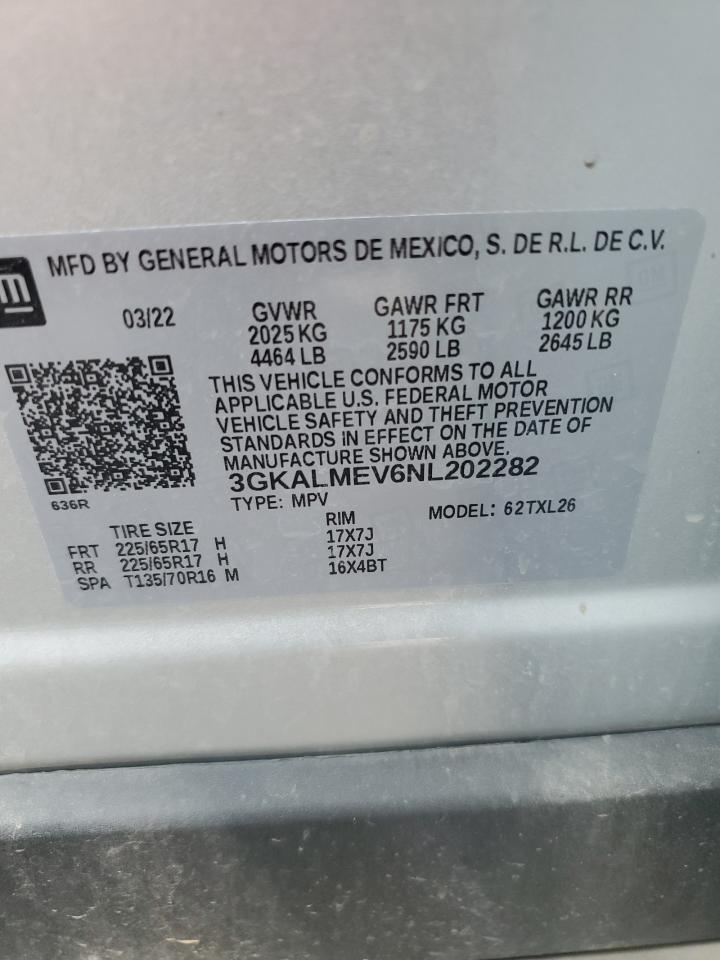 MFD BY GENERAL MOTORS DE MEXICO, S. DE R.L. DE C.V.
03/22 GVWR GAWR FRT GAWR RR
2025 KG 1175 KG 1200 KG
4464 LB 2590 LB 2645 LB
THIS VEHICLE CONFORMS TO ALL
APPLICABLE U.S. FEDERAL MOTOR
VEHICLE SAFETY AND THEFT PREVENTION
STANDARDS IN EFFECT ON THE DATE OF
MANUFACTURE SHOWN ABOVE.
3GKALMEV6NL202282
636R TYPE: MPV MODEL: 62TXL26
TIRE SIZE RIM
FRT 225/65R17 H 17X7J
RR 225/65R17 H 17X7J
SPA T135/70R16 M 16X4BT